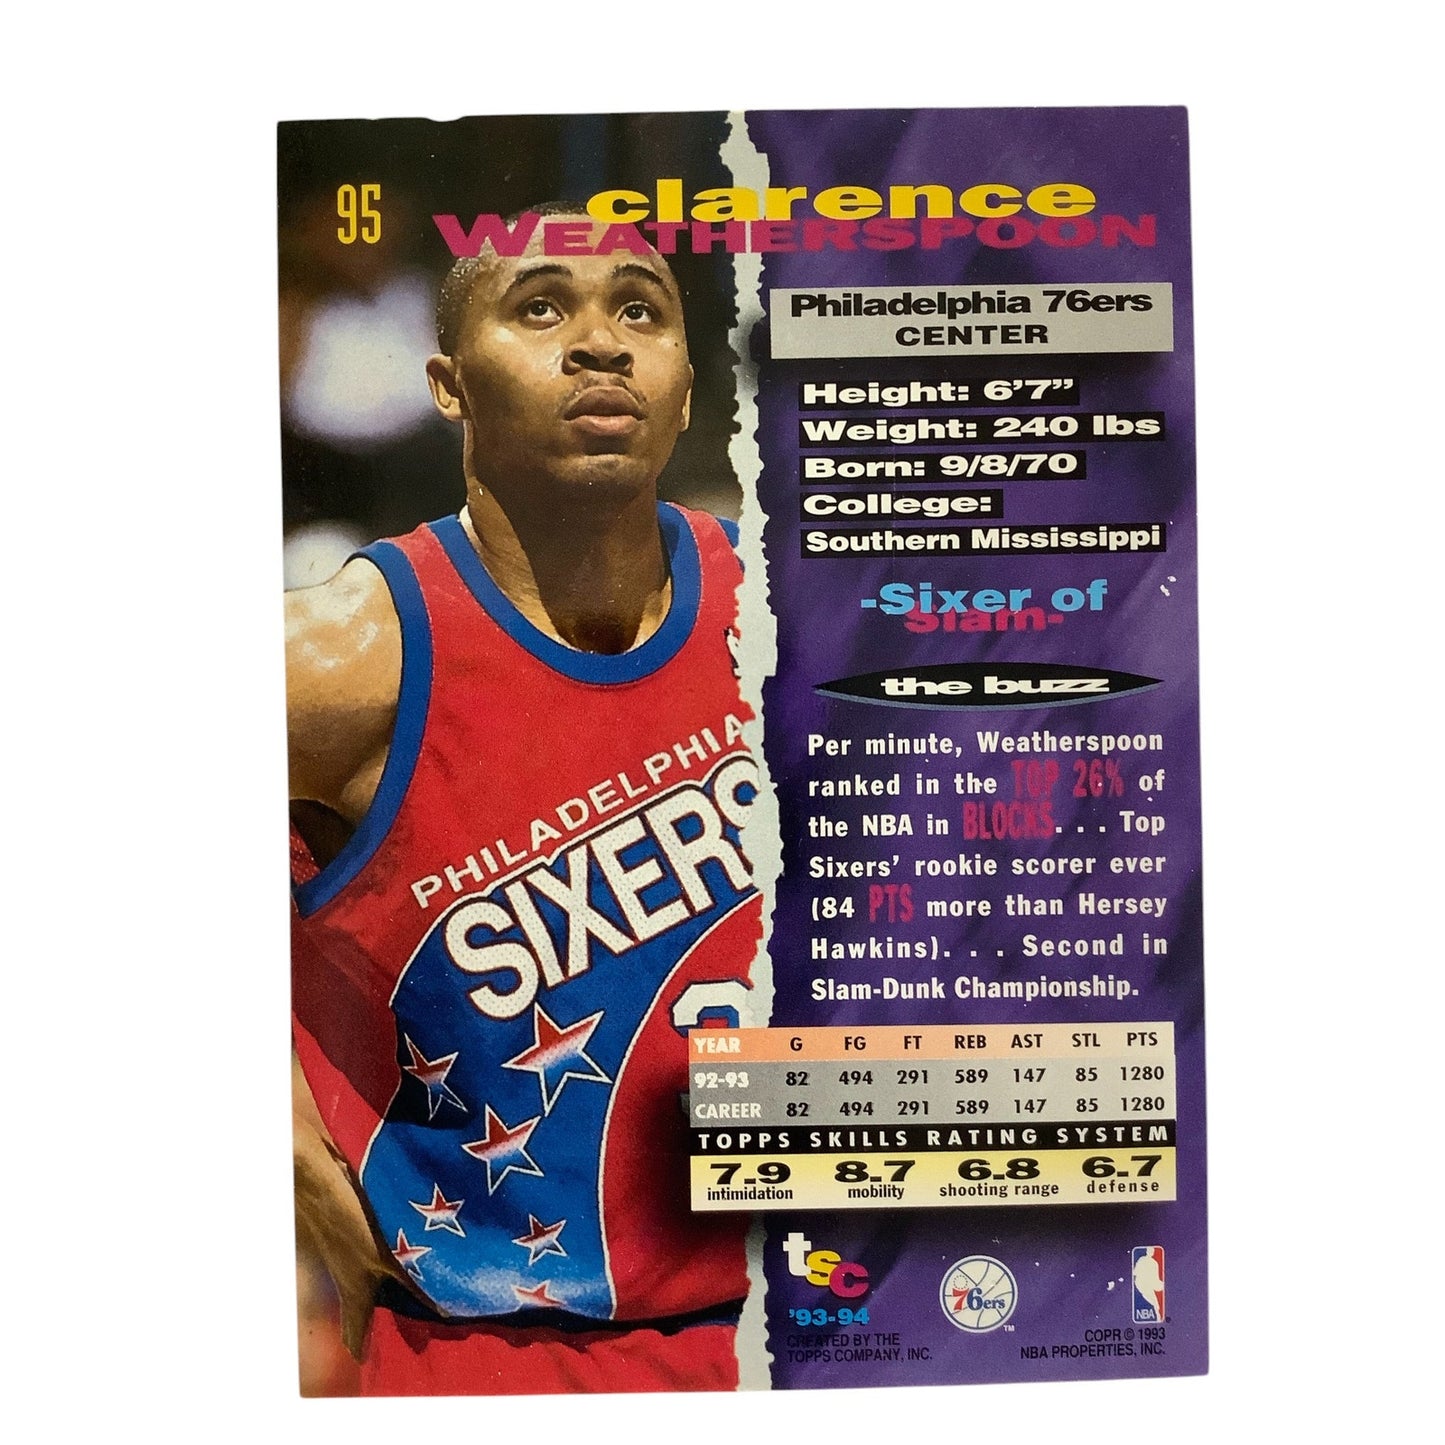 95
clarence
WEATHERSPOON
Philadelphia 76ers
CENTER
Height: 6'7"
Weight: 240 lbs
Born: 9/8/70
College:
Southern Mississippi
-Sixer of
Slam-
the buzz
Per minute, Weatherspoon
ranked in the TOP 26% of
the NBA in BLOCKS. . . Top
Sixers' rookie scorer ever
(84 PTS more than Hersey
Hawkins). . . Second in
Slam-Dunk Championship.
PHILADELPHIA
SIXERS
YEAR G FG FT REB AST STL PTS
92-93 82 494 291 589 147 85 1280
CAREER 82 494 291 589 147 85 1280
TOPPS SKILLS RATING SYSTEM
7.9 8.7 6.8 6.7
intimidation mobility shooting range defense
tsc
'93-94
CREATED BY THE
TOPPS COMPANY, INC.
76ers
TM
NBA
COPR © 1993
NBA PROPERTIES, INC.